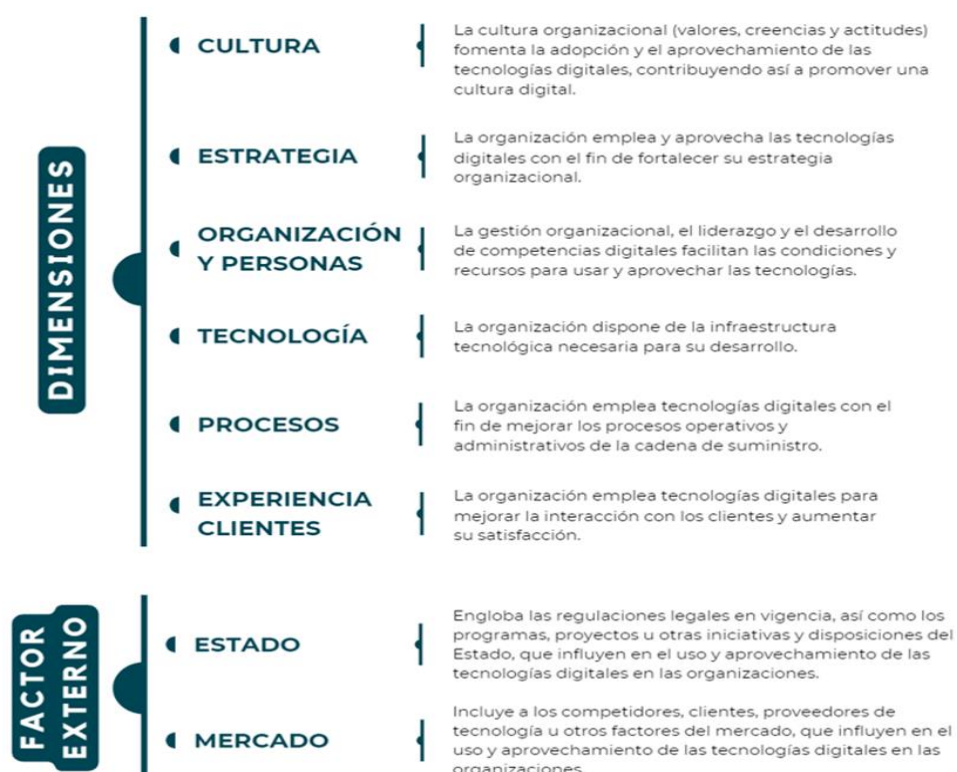 DIMENSIONES
CULTURA
La cultura organizacional (valores, creencias y actitudes)
fomenta la adopción y el aprovechamiento de las
tecnologías digitales, contribuyendo así a promover una
cultura digital.
ESTRATEGIA
La organización emplea y aprovecha las tecnologías
digitales con el fin de fortalecer su estrategia
organizacional.
ORGANIZACIÓN
Y PERSONAS
La gestión organizacional, el liderazgo y el desarrollo
de competencias digitales facilitan las condiciones y
recursos para usar y aprovechar las tecnologías.
TECNOLOGÍA
La organización dispone de la infraestructura
tecnológica necesaria para su desarrollo.
PROCESOS
La organización emplea tecnologías digitales con el
fin de mejorar los procesos operativos y
administrativos de la cadena de suministro.
EXPERIENCIA
CLIENTES
La organización emplea tecnologías digitales para
mejorar la interacción con los clientes y aumentar
su satisfacción.
FACTOR
EXTERNO
ESTADO
Engloba las regulaciones legales en vigencia, así como los
programas, proyectos u otras iniciativas y disposiciones del
Estado, que influyen en el uso y aprovechamiento de las
tecnologías digitales en las organizaciones.
MERCADO
Incluye a los competidores, clientes, proveedores de
tecnología u otros factores del mercado, que influyen en el
uso y aprovechamiento de las tecnologías digitales en las
organizaciones